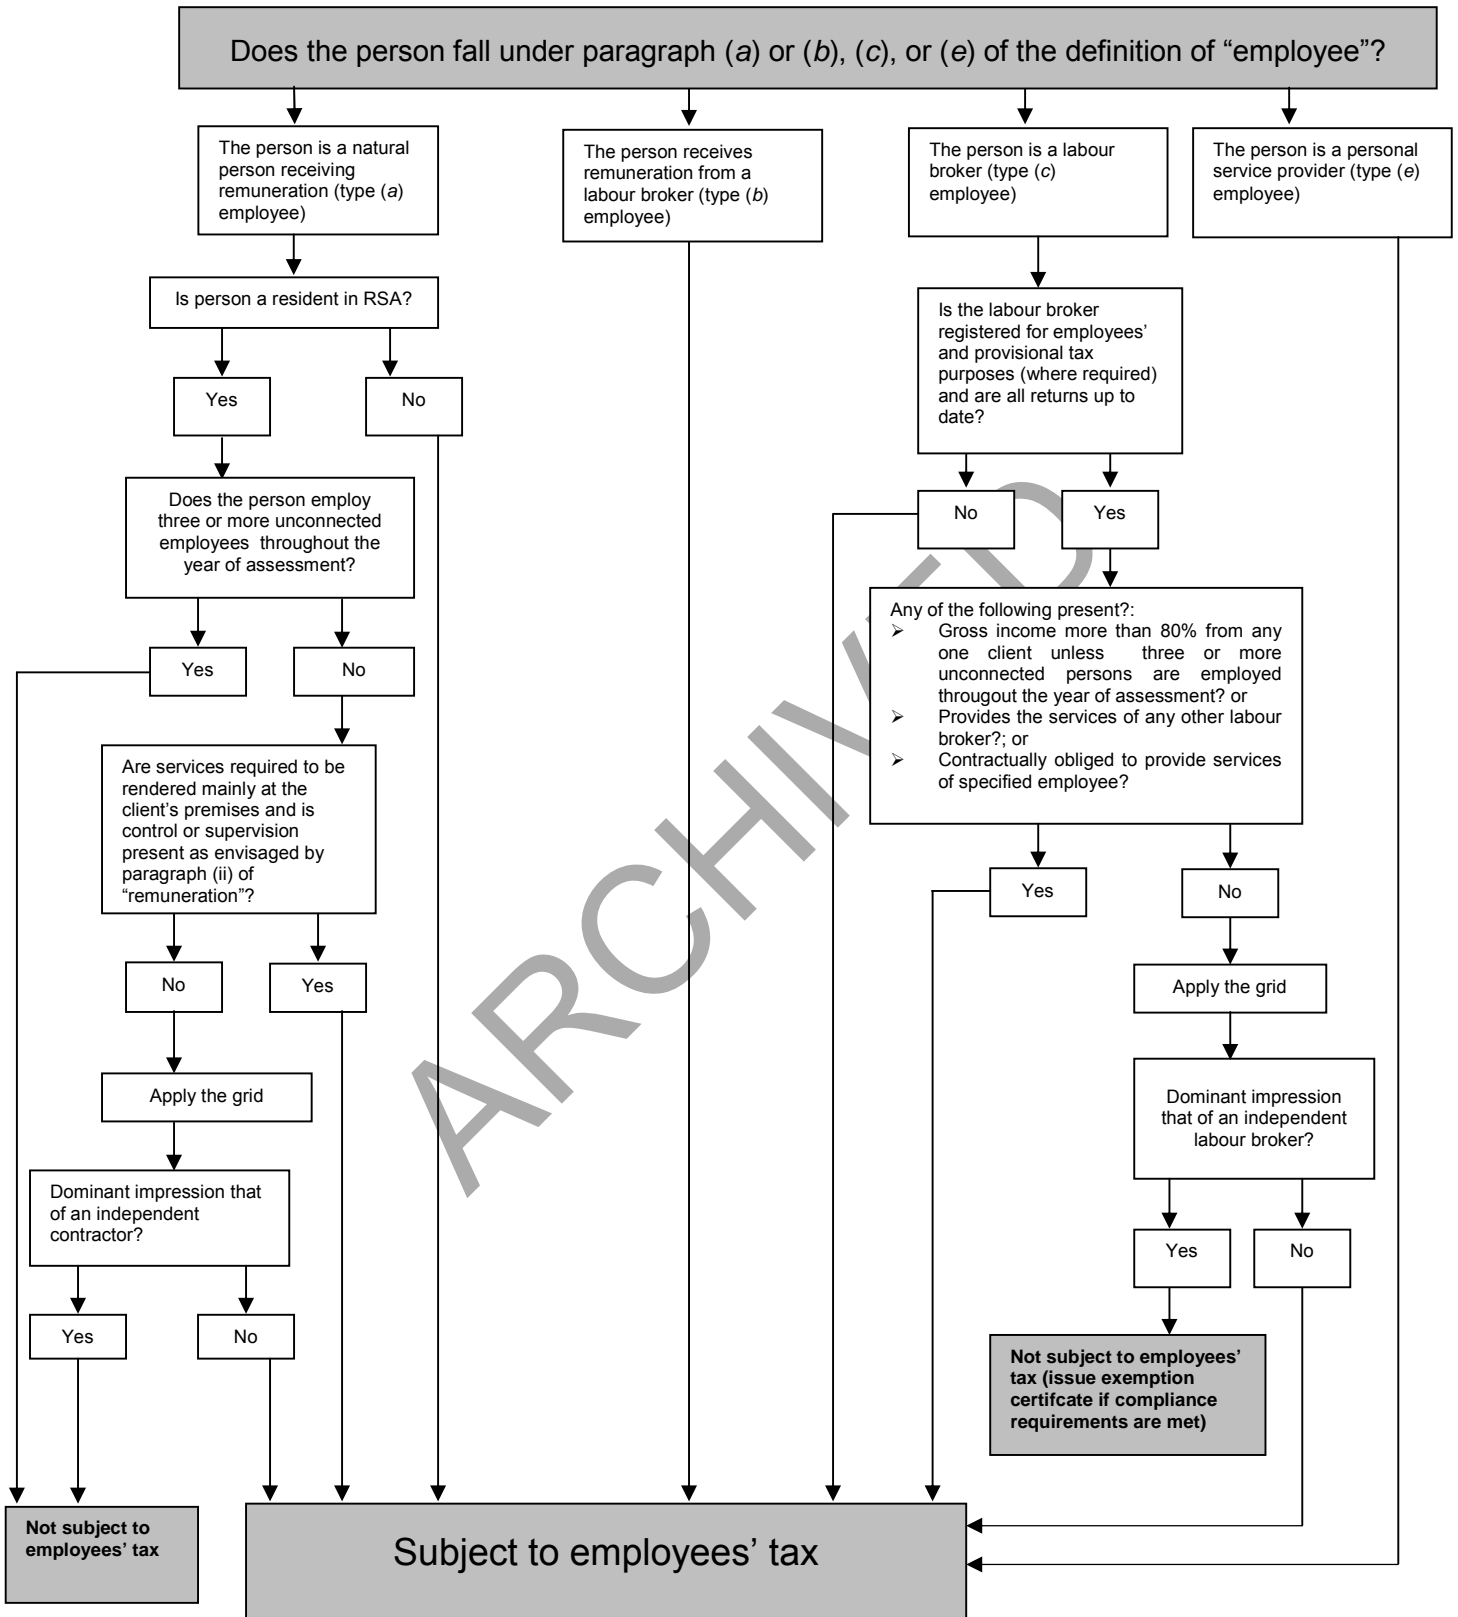 Does the person fall under paragraph (a) or (b), (c), or (e) of the definition of “employee”?
The person is a natural
person receiving
remuneration (type (a)
employee)
The person receives
remuneration from a
labour broker (type (b)
employee)
The person is a labour
broker (type (c)
employee)
The person is a personal
service provider (type (e)
employee)
Is person a resident in RSA?
Yes
No
Does the person employ
three or more unconnected
employees throughout the
year of assessment?
Yes
No
Are services required to be
rendered mainly at the
client’s premises and is
control or supervision
present as envisaged by
paragraph (ii) of
“remuneration”?
No
Yes
Apply the grid
Dominant impression that
of an independent
contractor?
Yes
No
Is the labour broker
registered for employees’
and provisional tax
purposes (where required)
and are all returns up to
date?
No
Yes
Any of the following present?:
➢ Gross income more than 80% from any
one client unless three or more
unconnected persons are employed
througout the year of assessment? or
➢ Provides the services of any other labour
broker?; or
➢ Contractually obliged to provide services
of specified employee?
Yes
No
Apply the grid
Dominant impression
that of an independent
labour broker?
Yes
No
Not subject to employees’
tax (issue exemption
certifcate if compliance
requirements are met)
Not subject to
employees’ tax
Subject to employees’ tax
ARCHIVED